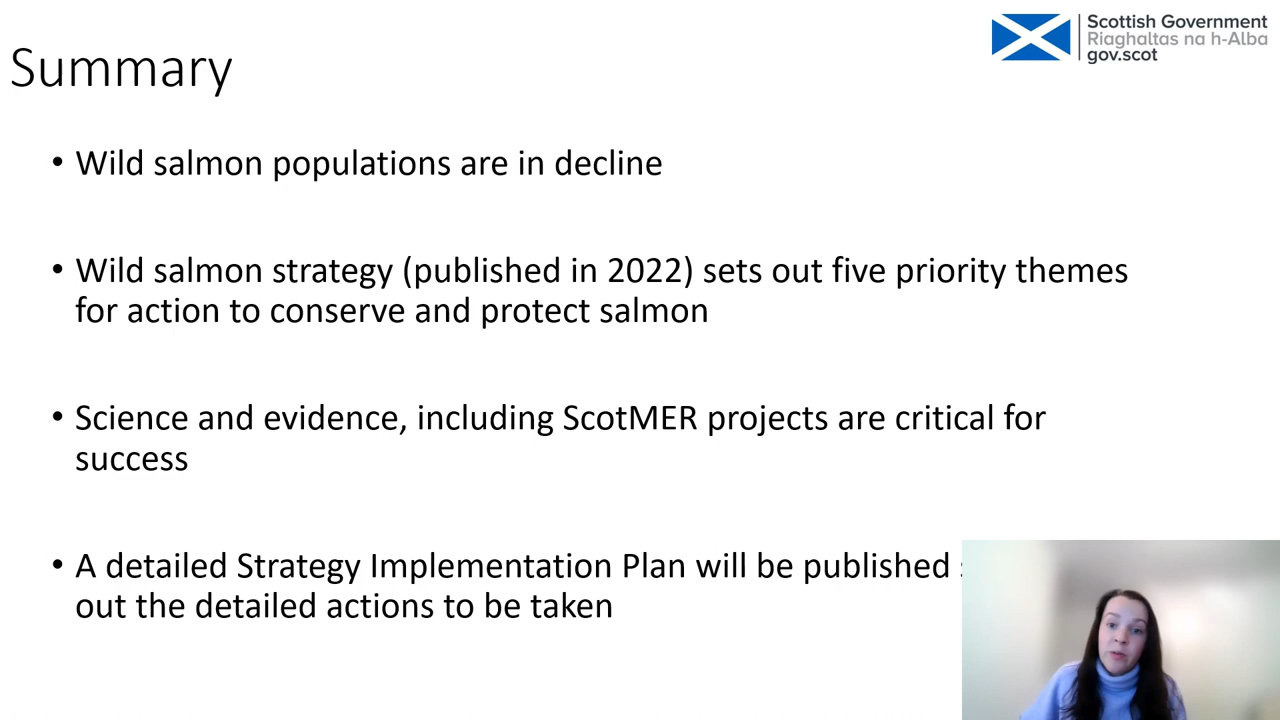 Scottish Government
Riaghaltas na h-Alba
gov.scot
Summary
• Wild salmon populations are in decline
• Wild salmon strategy (published in 2022) sets out five priority themes
for action to conserve and protect salmon
• Science and evidence, including ScotMER projects are critical for
success
• A detailed Strategy Implementation Plan will be published
out the detailed actions to be taken